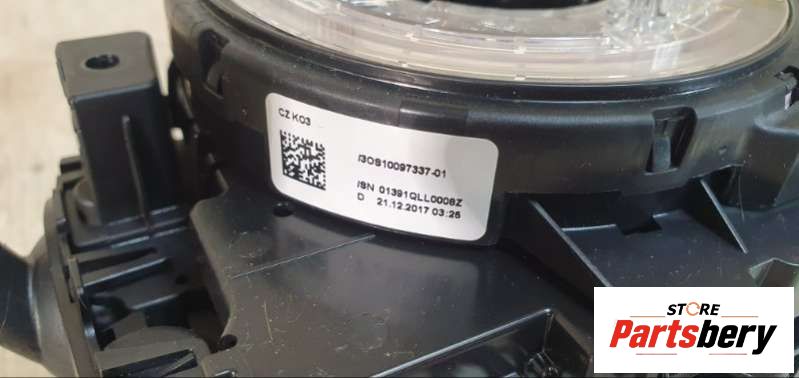 CZ K03
/3OS10097337-01
/SN 01391QLL0008Z
D 21.12.2017 03:25
STORE
Partsbery